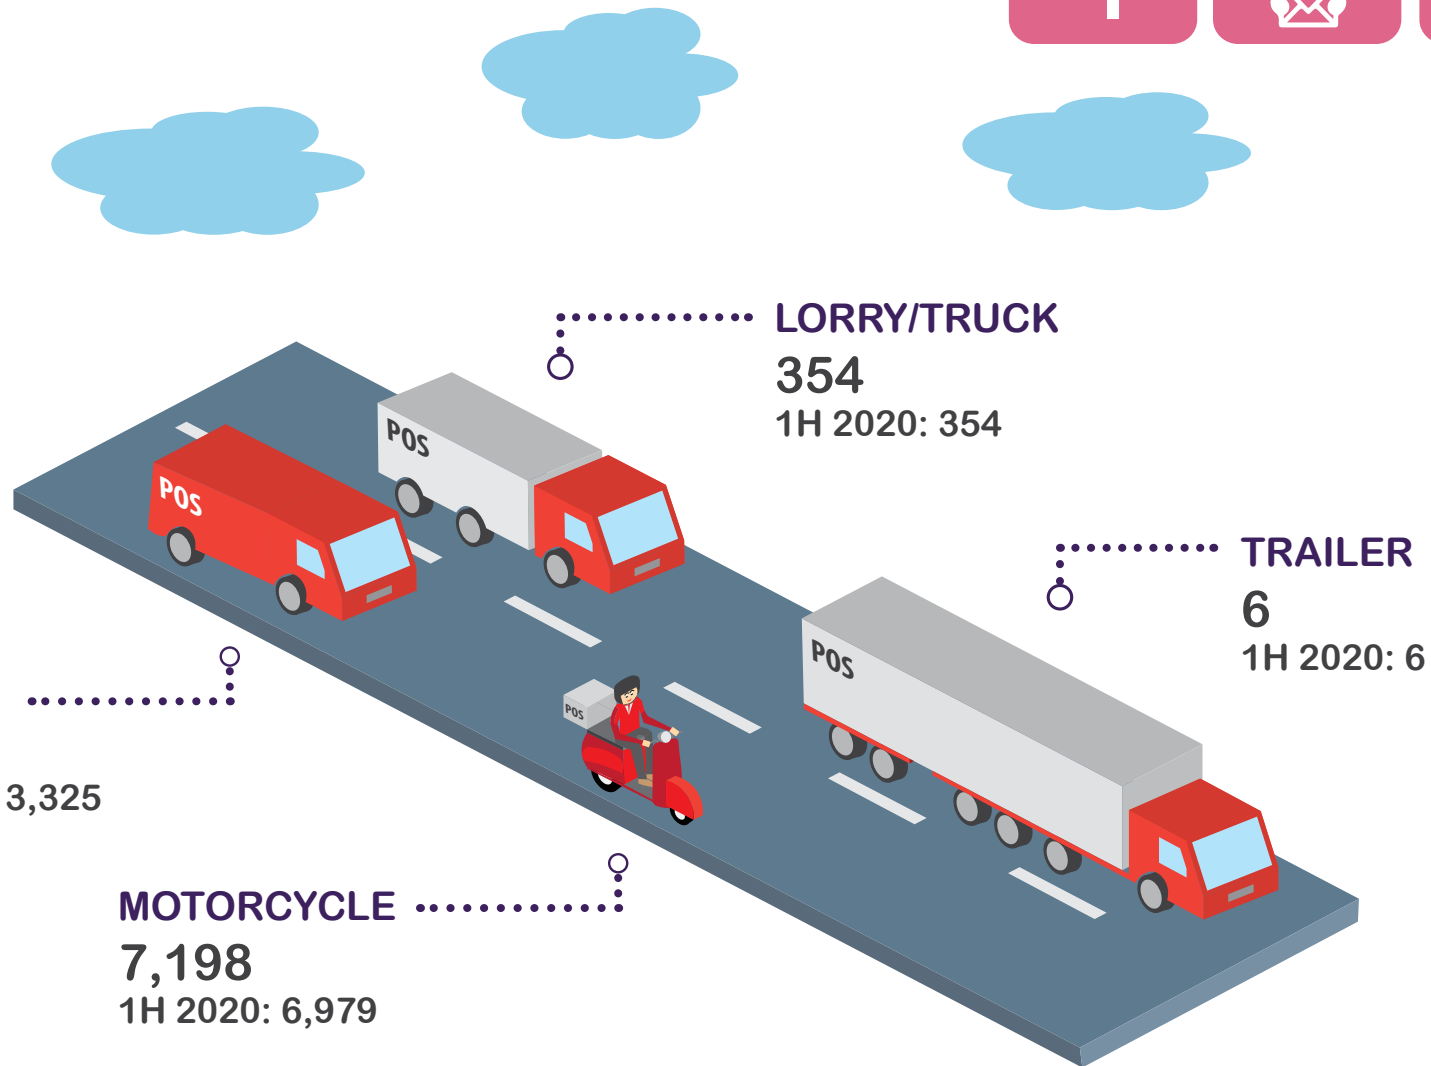 LORRY/TRUCK
354
1H 2020: 354
POS
POS
TRAILER
6
1H 2020: 6
POS
POS
3,325
MOTORCYCLE
7,198
1H 2020: 6,979